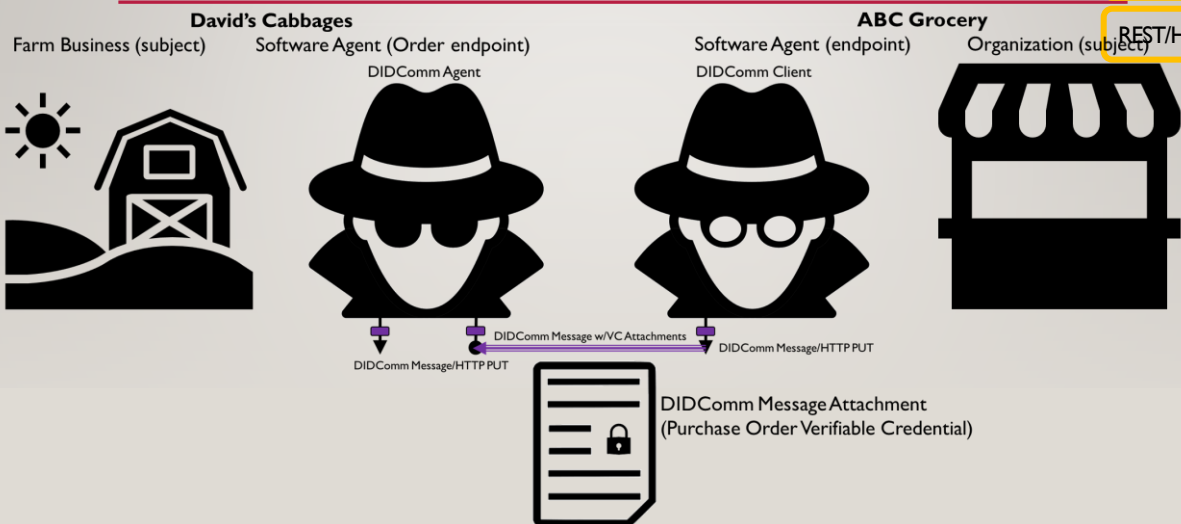 David's Cabbages
ABC Grocery
REST/H
Farm Business (subject)
Software Agent (Order endpoint)
Software Agent (endpoint)
Organization (subject)
DIDComm Agent
DIDComm Client
DIDComm Message w/VC Attachments
DIDComm Message/HTTP PUT
DIDComm Message/HTTP PUT
DIDComm Message Attachment
(Purchase Order Verifiable Credential)